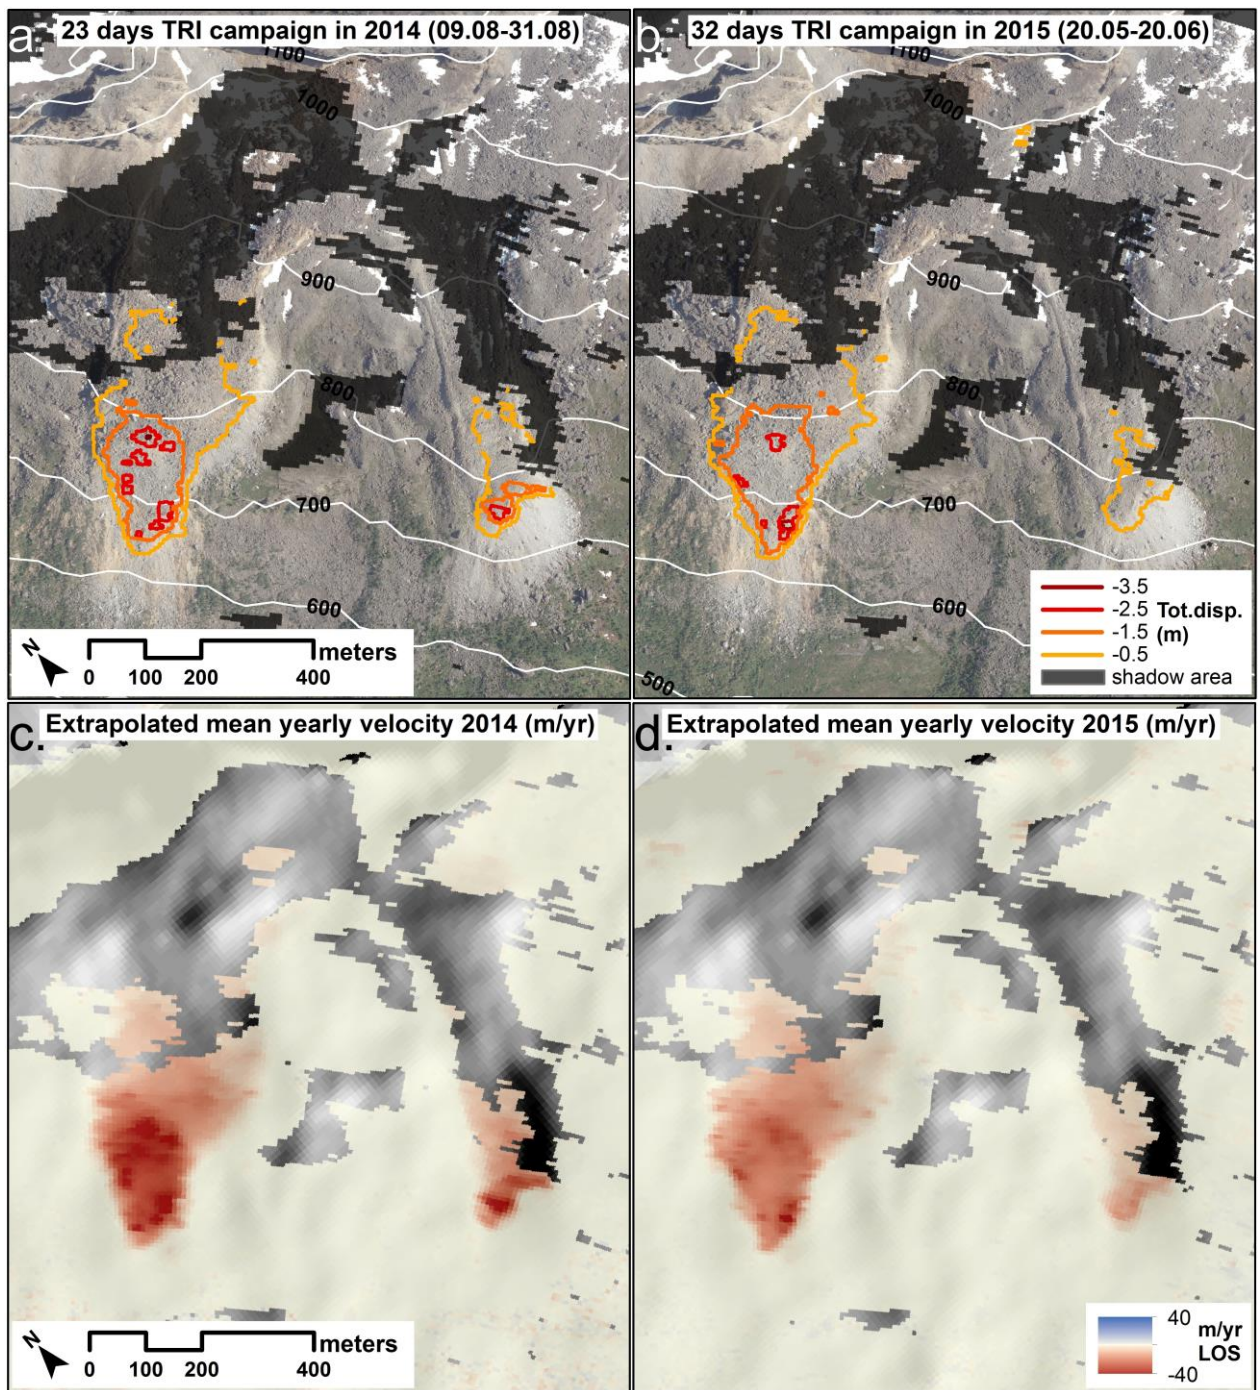 a.
23 days TRI campaign in 2014 (09.08-31.08)
1100
1000
900
800
700
600
N
meters
0 100 200 400
b.
32 days TRI campaign in 2015 (20.05-20.06)
1100
1000
900
800
700
600
500
-3.5
-2.5 Tot.disp.
-1.5 (m)
-0.5
shadow area
c.
Extrapolated mean yearly velocity 2014 (m/yr)
N
meters
0 100 200 400
d.
Extrapolated mean yearly velocity 2015 (m/yr)
40 m/yr
LOS
-40